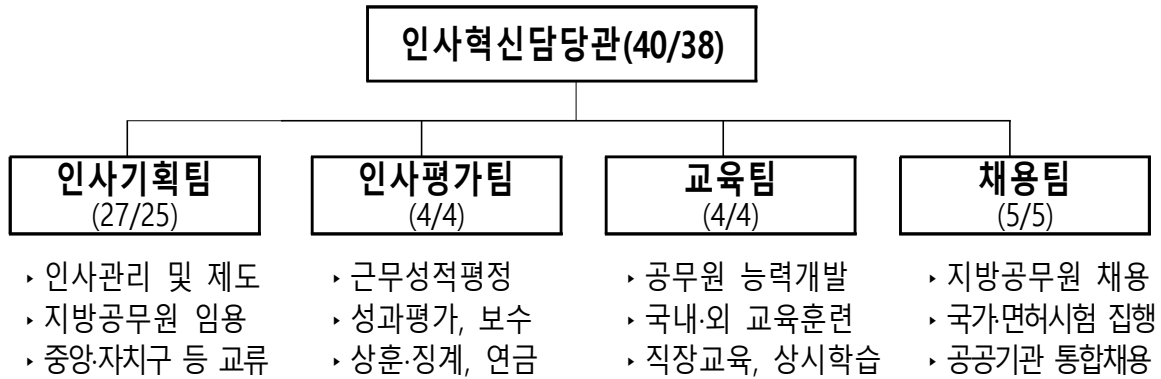 인사혁신담당관(40/38)
인사기획팀
(27/25)
‣ 인사관리 및 제도
‣ 지방공무원 임용
‣ 중앙·자치구 등 교류
인사평가팀
(4/4)
‣ 근무성적평정
‣ 성과평가, 보수
‣ 상훈·징계, 연금
교육팀
(4/4)
‣ 공무원 능력개발
‣ 국내·외 교육훈련
‣ 직장교육, 상시학습
채용팀
(5/5)
‣ 지방공무원 채용
‣ 국가·면허시험 집행
‣ 공공기관 통합채용